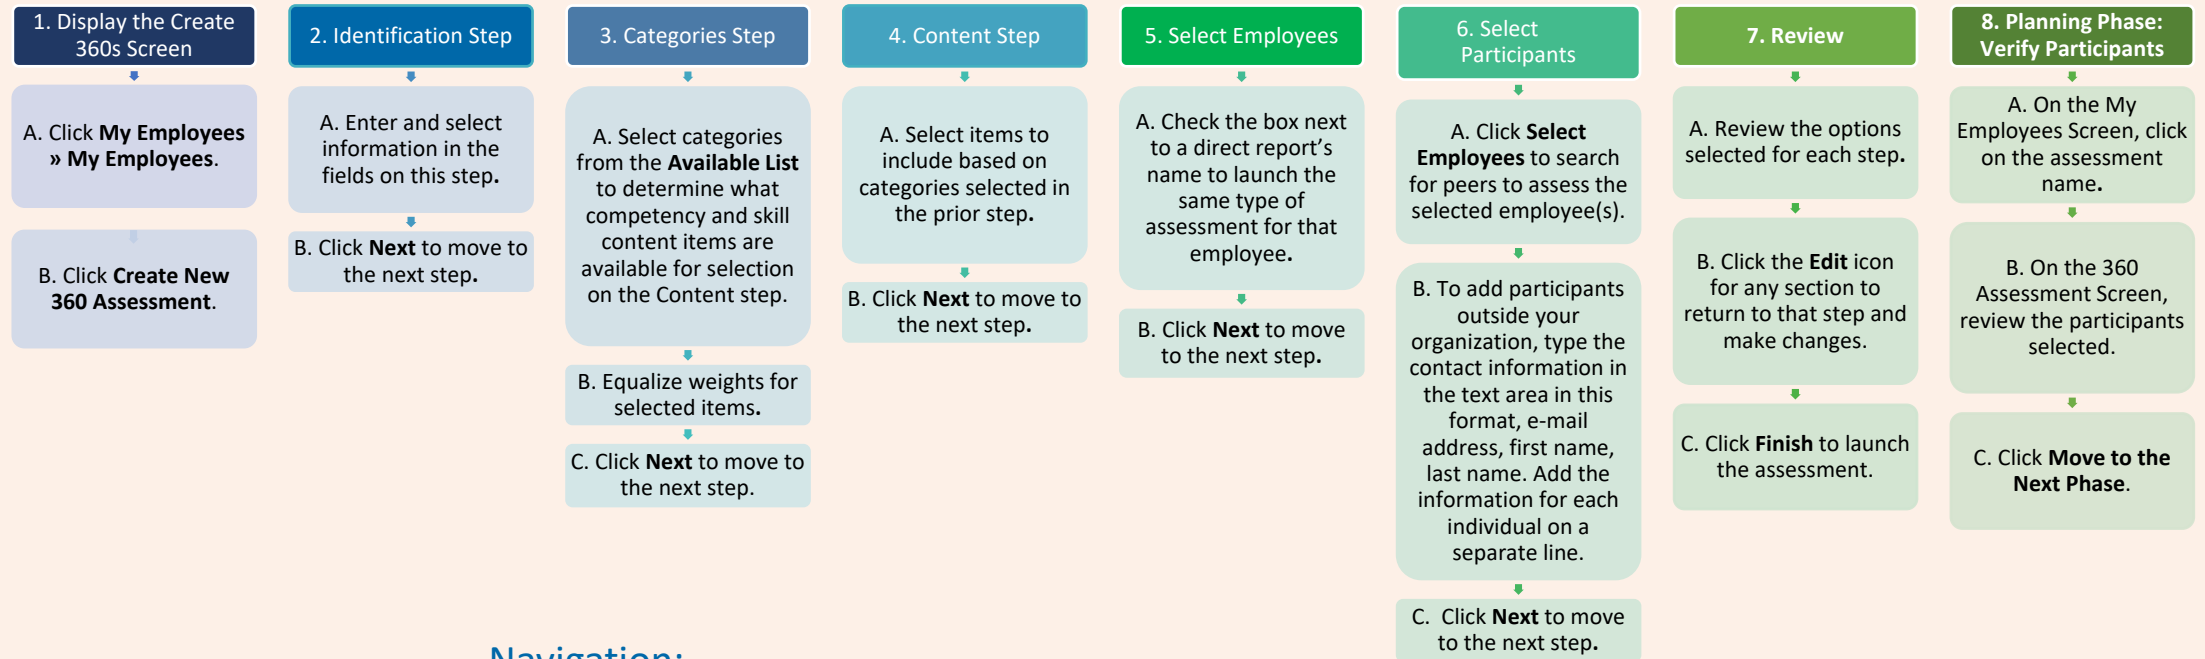 1. Display the Create
360s Screen
A. Click My Employees
» My Employees.
B. Click Create New
360 Assessment.
2. Identification Step
A. Enter and select
information in the
fields on this step.
B. Click Next to move to
the next step.
3. Categories Step
A. Select categories
from the Available List
to determine what
competency and skill
content items are
available for selection
on the Content step.
B. Equalize weights for
selected items.
C. Click Next to move to
the next step.
4. Content Step
A. Select items to
include based on
categories selected in
the prior step.
B. Click Next to move to
the next step.
5. Select Employees
A. Check the box next
to a direct report’s
name to launch the
same type of
assessment for that
employee.
B. Click Next to move
to the next step.
6. Select
Participants
A. Click Select
Employees to search
for peers to assess the
selected employee(s).
B. To add participants
outside your
organization, type the
contact information in
the text area in this
format, e-mail
address, first name,
last name. Add the
information for each
individual on a
separate line.
C. Click Next to move
to the next step.
7. Review
A. Review the options
selected for each step.
B. Click the Edit icon
for any section to
return to that step and
make changes.
C. Click Finish to launch
the assessment.
8. Planning Phase:
Verify Participants
A. On the My
Employees Screen, click
on the assessment
name.
B. On the 360
Assessment Screen,
review the participants
selected.
C. Click Move to the
Next Phase.
Navigation: